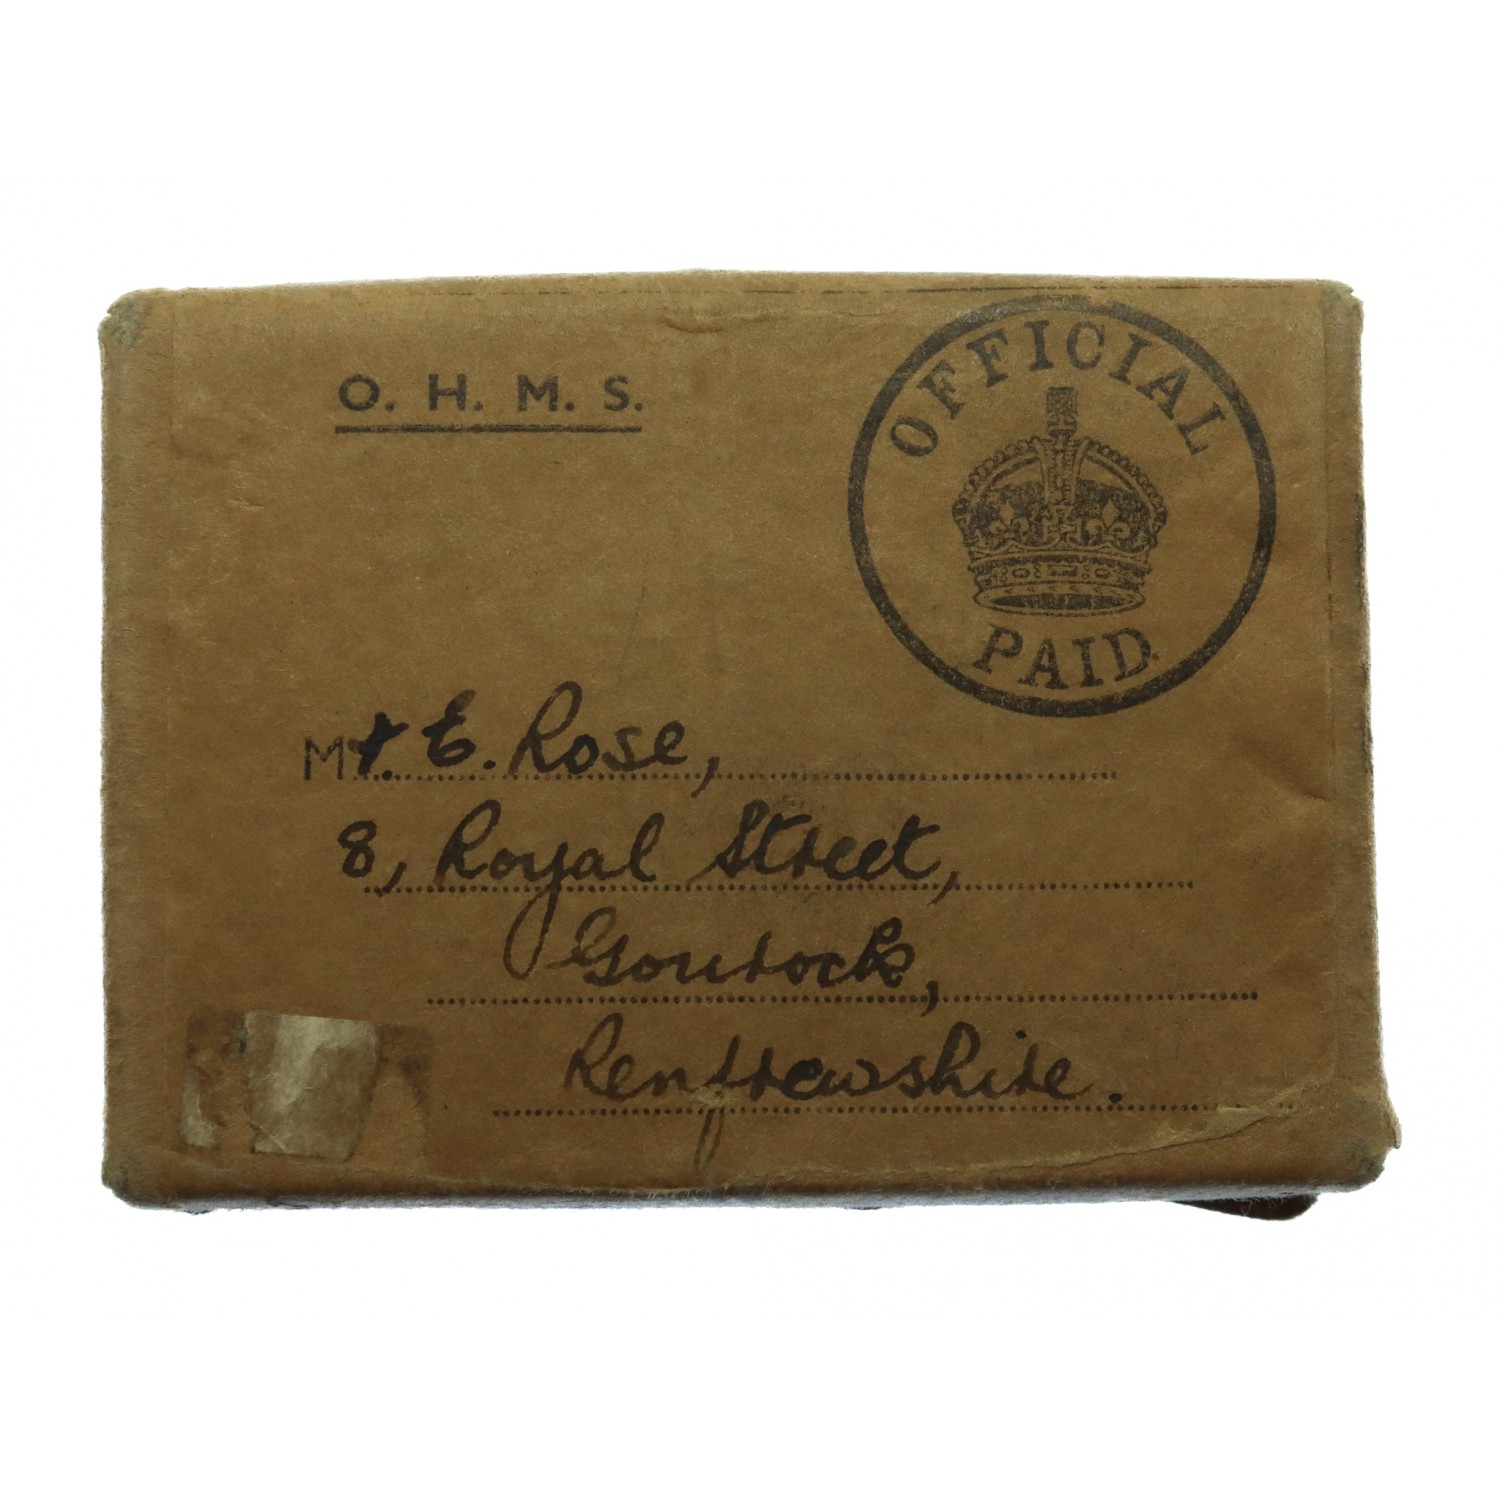 O. H. M. S.
OFFICIAL
PAID
Mr. E. Rose,
8, Royal Street,
Gourock,
Renfrewshire.